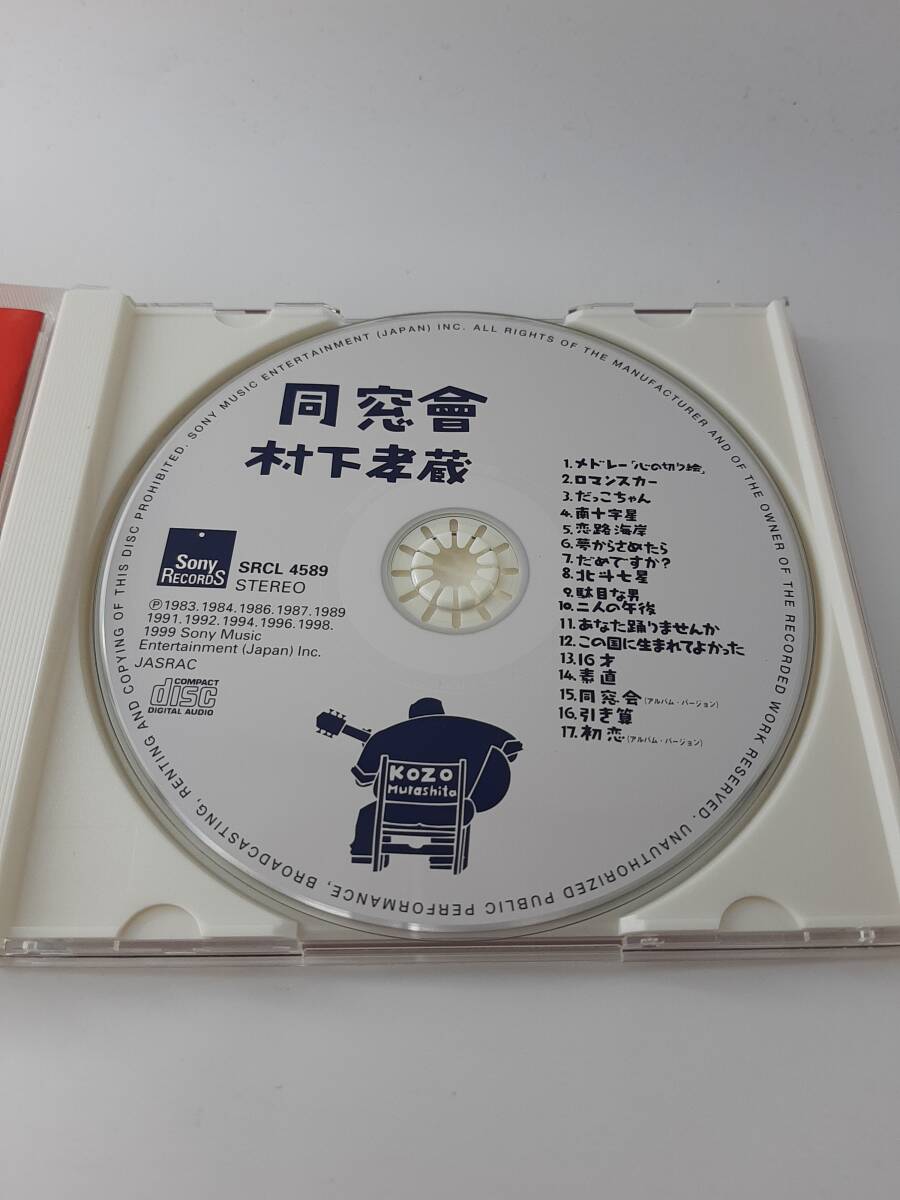 同窓會
村下孝蔵
Sony
RECORDS
SRCL 4589
STEREO
Ⓟ1983.1984.1986.1987.1989
1991.1992.1994.1996.1998.
1999 Sony Music
Entertainment (Japan) Inc.
JASRAC
COMPACT
disc
DIGITAL AUDIO
1.メドレー「心の切り絵」
2.ロマンスカー
3.だっこちゃん
4.南十字星
5.恋路海岸
6.夢からさめたら
7.だめですか?
8.北斗七星
9.駄目な男
10.二人の午後
11.あなた踊りませんか
12.この国に生まれてよかった
13.16才
14.素直
15.同窓会(アルバム・バージョン)
16.引き算
17.初恋(アルバム・バージョン)
KOZO
Murashita
SONY MUSIC ENTERTAINMENT (JAPAN) INC. ALL RIGHTS OF THE MANUFACTURER AND OF THE OWNER OF THE RECORDED WORK RESERVED. UNAUTHORIZED PUBLIC PERFORMANCE, BROADCASTING, RENTING AND COPYING OF THIS DISC PROHIBITED.